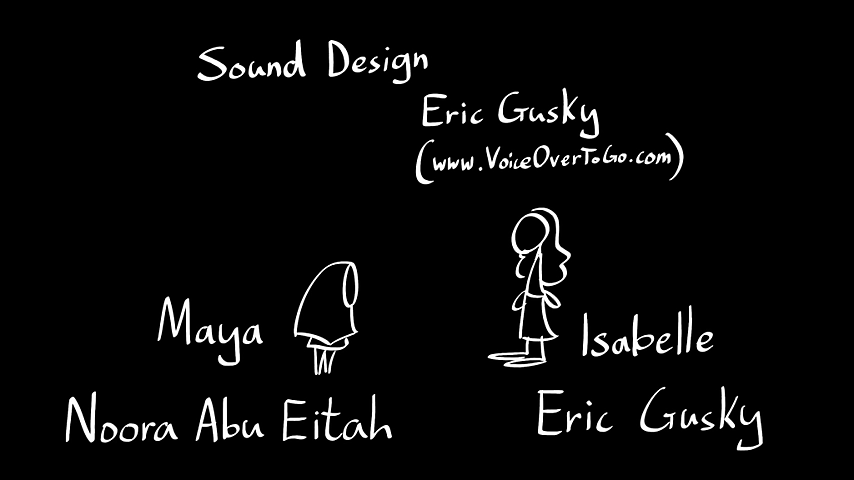 Sound Design
Eric Gusky
(www.VoiceOverToGo.com)
Maya
Isabelle
Noora Abu Eitah
Eric Gusky